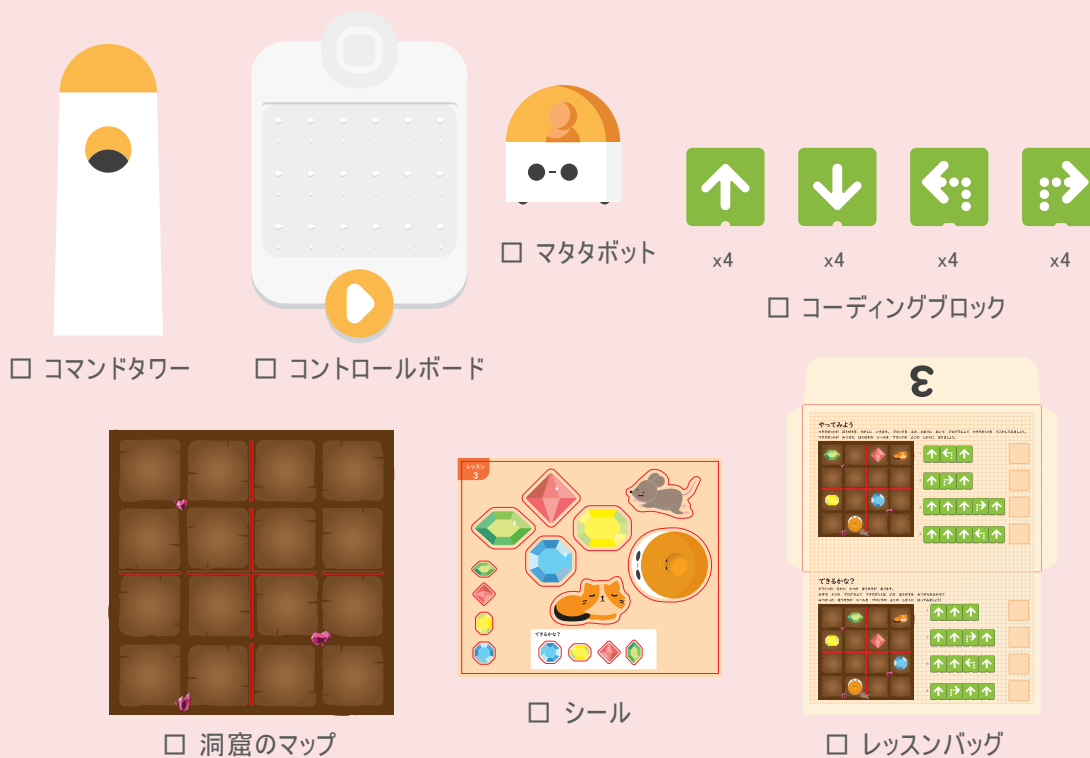 マタタボット
x4
x4
x4
x4
コーディングブロック
コマンドタワー
コントロールボード
3
やってみよう
レッスン
3
できるかな？
できるかな？
シール
洞窟のマップ
レッスンバッグ